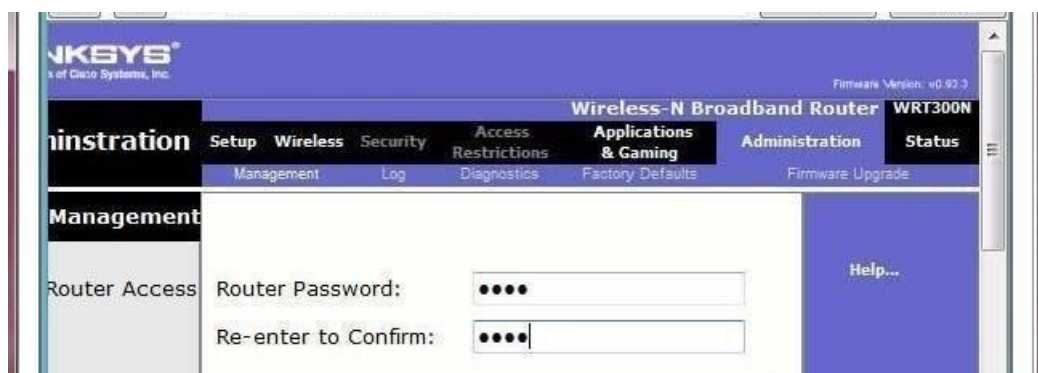 NKSYS®
of Cisco Systems, Inc.
Firmware Version: v0.92.3
Wireless-N Broadband Router WRT300N
ninstration Setup Wireless Security Access Restrictions Applications & Gaming Administration Status
Management Log Diagnostics Factory Defaults Firmware Upgrade
Management
Help...
Router Access Router Password: ••••
Re-enter to Confirm: ••••